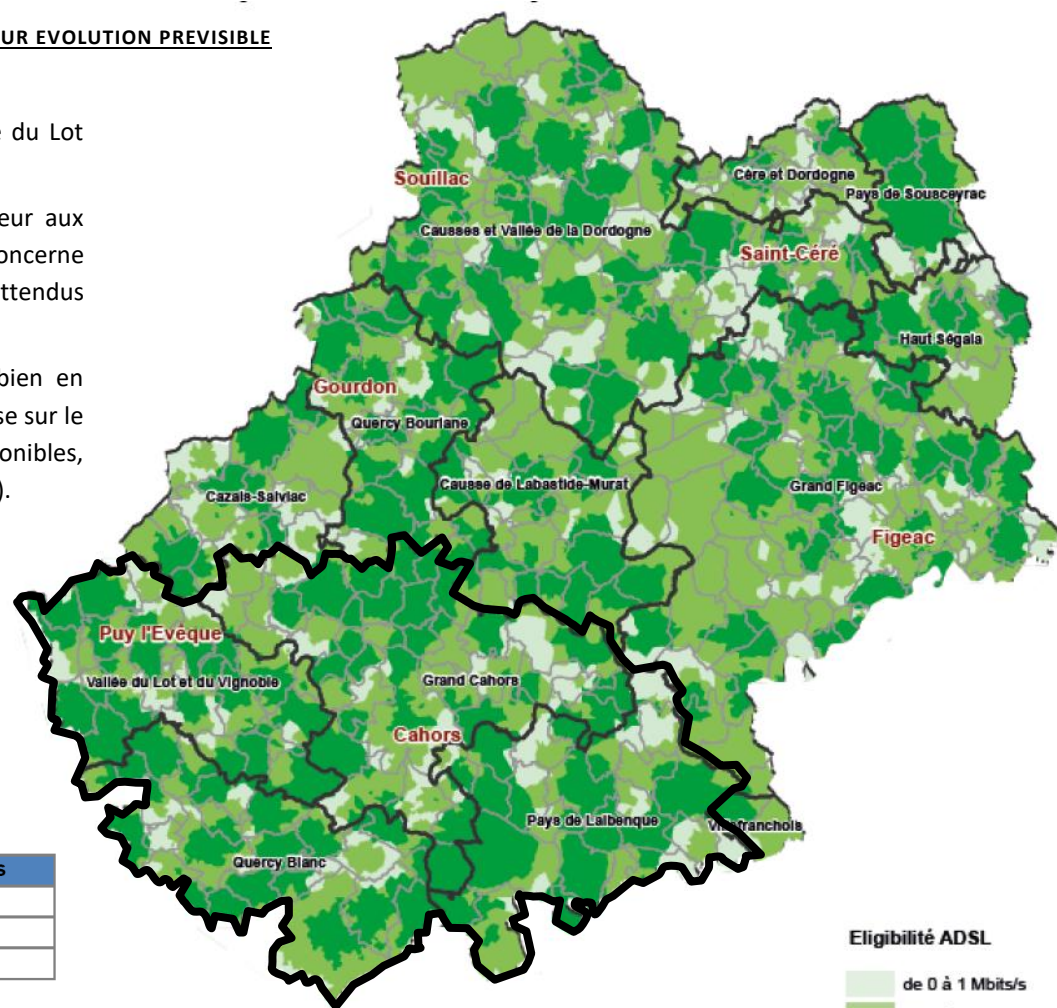 UR EVOLUTION PREVISIBLE
du Lot
eur aux
oncerne
ttendus
bien en
se sur le
onibles,
).
Souillac
Cère et Dordogne
Pays de Sousceyrac
Causses et Vallée de la Dordogne
Saint-Céré
Haut Ségala
Gourdon
Quercy Bouriane
Causse de Labastide-Murat
Grand Figeac
Cazals-Salviac
Figeac
Puy l'Evêque
Vallée du Lot et du Vignoble
Grand Cahors
Cahors
Pays de Lalbenque
Villefranchois
Quercy Blanc
s
Eligibilité ADSL
de 0 à 1 Mbits/s